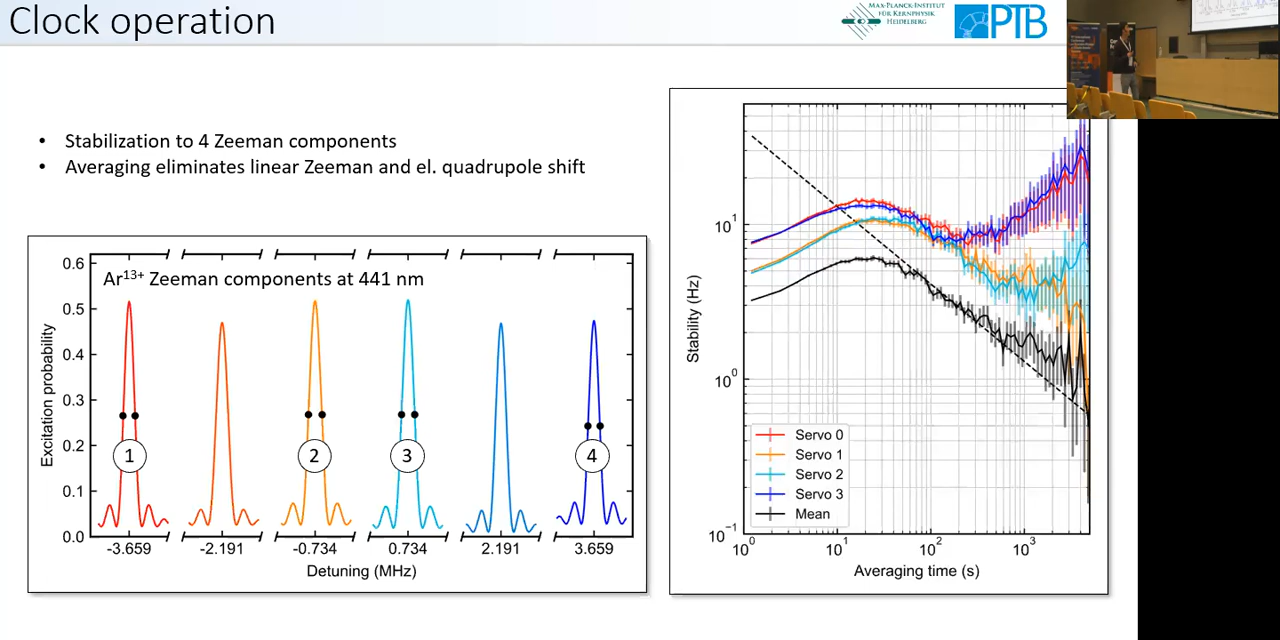 Clock operation
MAX-PLANCK-INSTITUT
FÜR KERNPHYSIK
HEIDELBERG
PTB
• Stabilization to 4 Zeeman components
• Averaging eliminates linear Zeeman and el. quadrupole shift
Ar¹³⁺ Zeeman components at 441 nm
Excitation probability
0.6
0.5
0.4
0.3
0.2
0.1
0.0
1
2
3
4
-3.659
-2.191
-0.734
0.734
2.191
3.659
Detuning (MHz)
Stability (Hz)
10¹
10⁰
10⁻¹
Servo 0
Servo 1
Servo 2
Servo 3
Mean
10⁰
10¹
10²
10³
Averaging time (s)